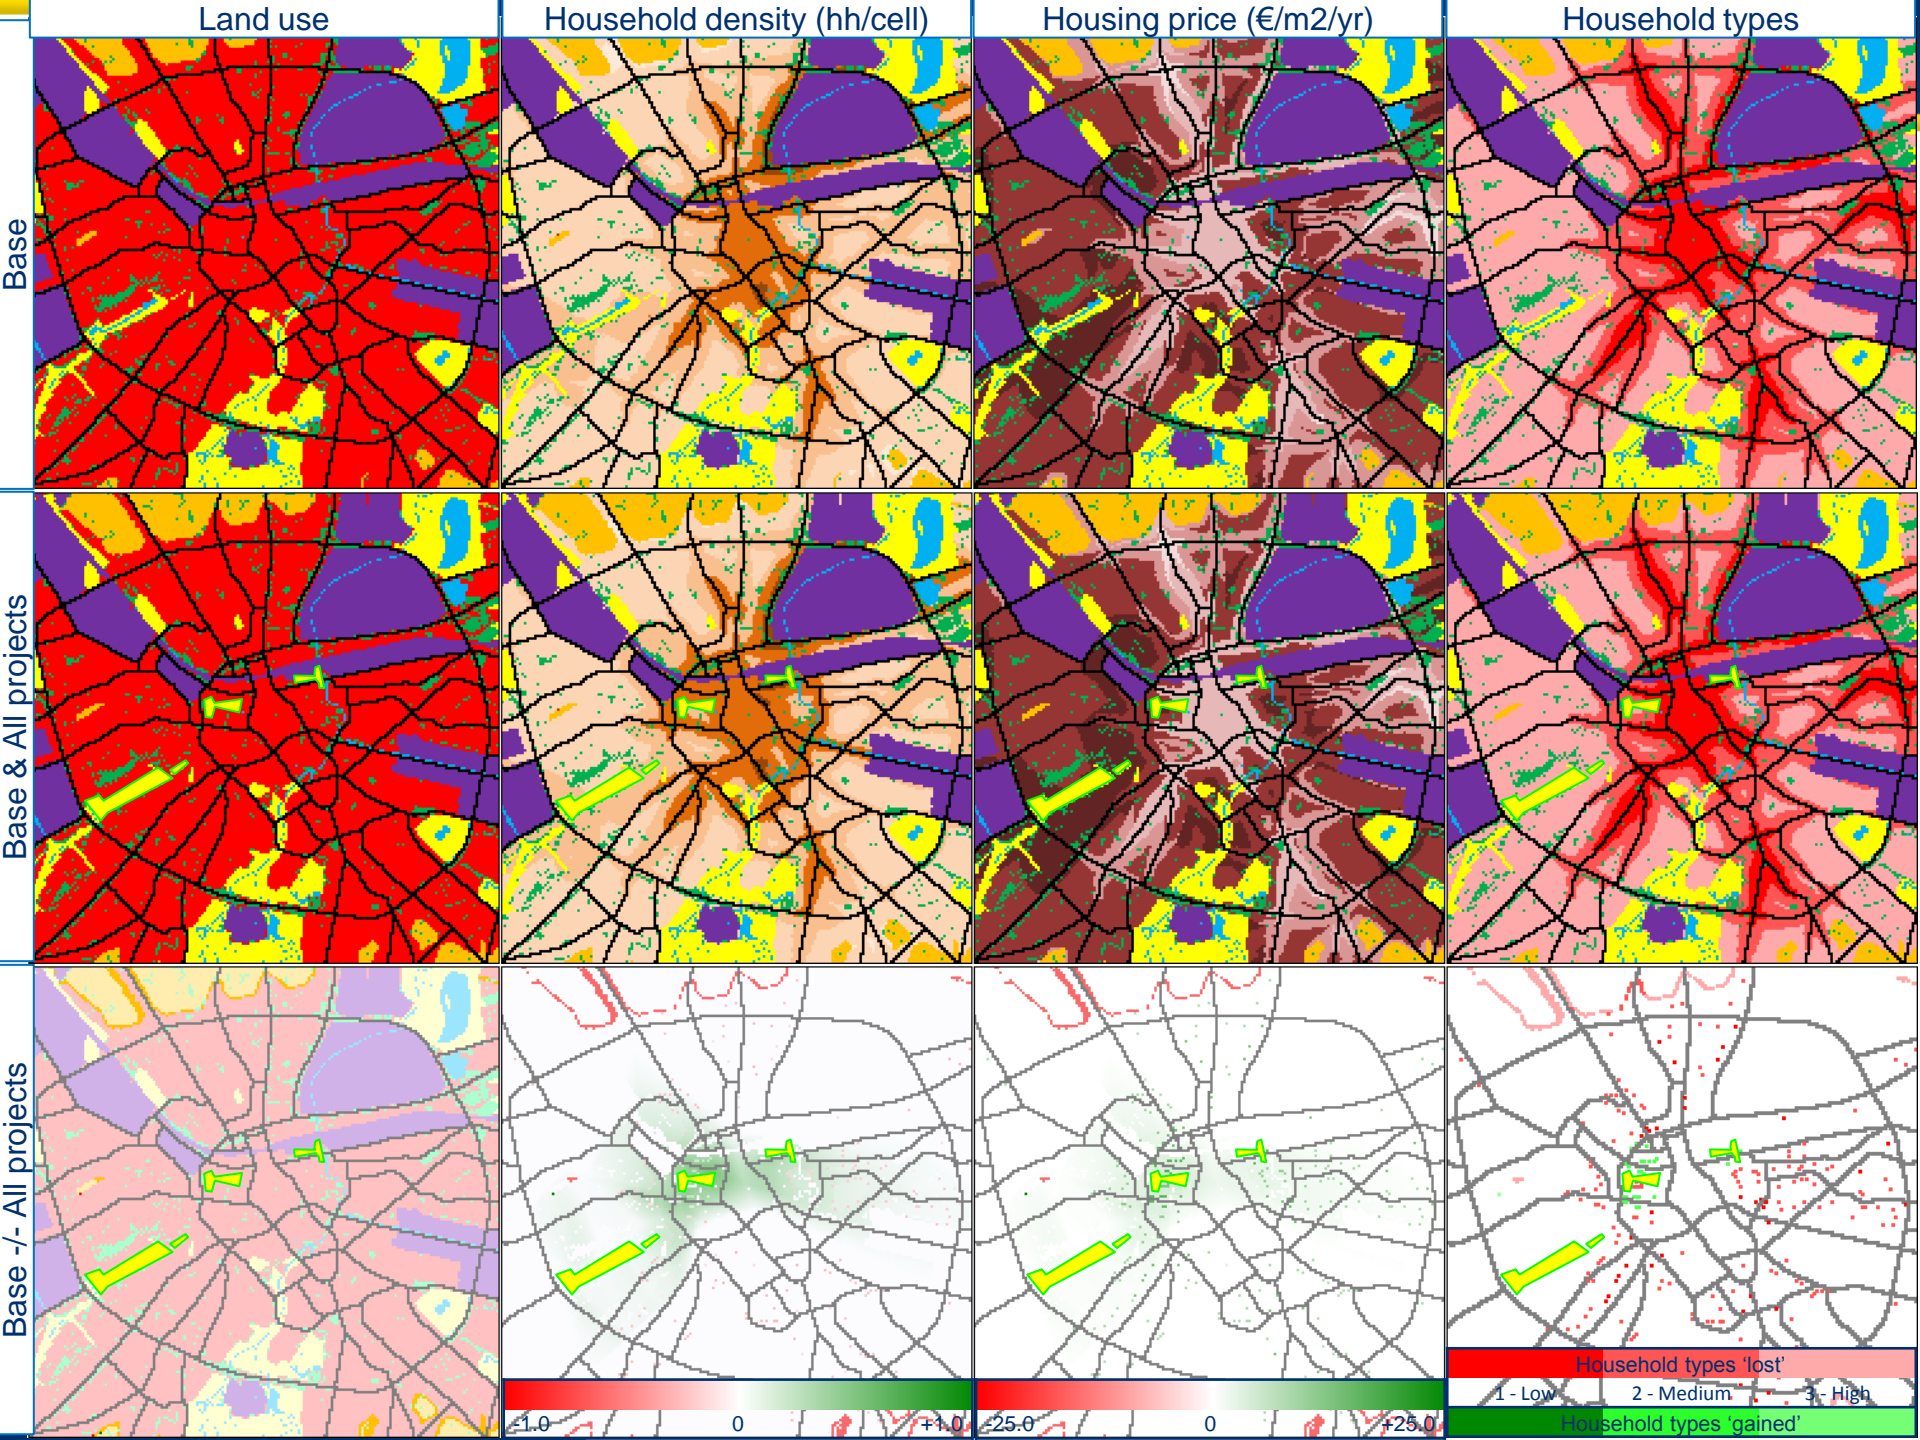 Land use
Household density (hh/cell)
Housing price (€/m2/yr)
Household types
Base
Base & All projects
Base -/- All projects
-1.0 0 +1.0
-25.0 0 +25.0
Household types ‘lost’
1 - Low 2 - Medium 3 - High
Household types ‘gained’